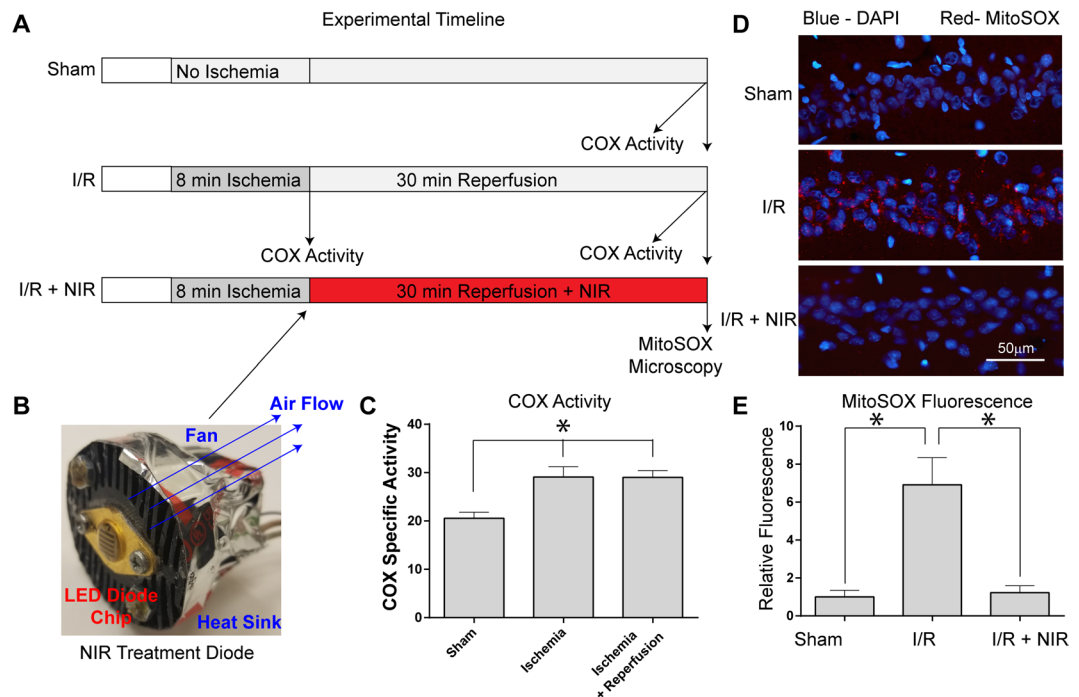 A
Experimental Timeline
Sham
No Ischemia
COX Activity
I/R
8 min Ischemia
30 min Reperfusion
COX Activity
COX Activity
I/R + NIR
8 min Ischemia
30 min Reperfusion + NIR
MitoSOX
Microscopy
B
Fan
Air Flow
LED Diode
Chip
Heat Sink
NIR Treatment Diode
C
COX Activity
COX Specific Activity
40
30
20
10
0
*
Sham
Ischemia
Ischemia
+ Reperfusion
D
Blue - DAPI
Red- MitoSOX
Sham
I/R
I/R + NIR
50µm
E
MitoSOX Fluorescence
Relative Fluorescence
10
8
6
4
2
0
*
*
Sham
I/R
I/R + NIR